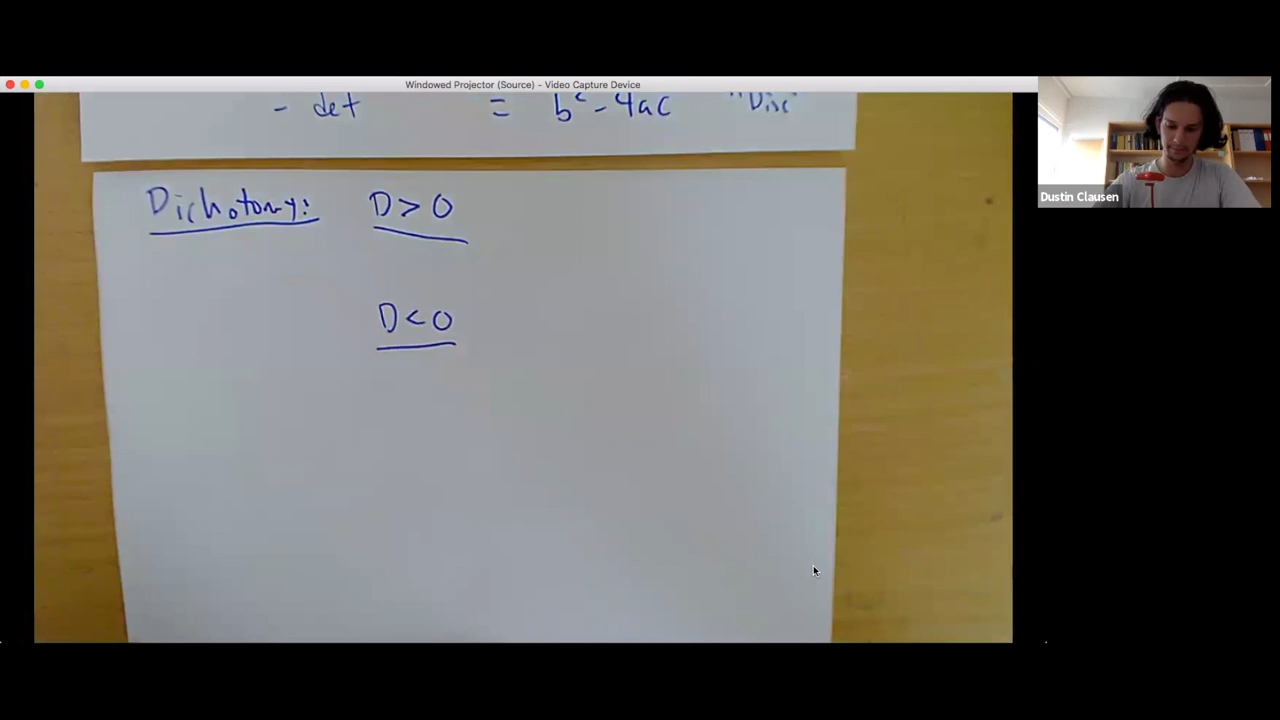 Windowed Projector (Source) - Video Capture Device
- det = b² - 4ac "Disc"
Dichotomy: D > 0
D < 0
Dustin Clausen